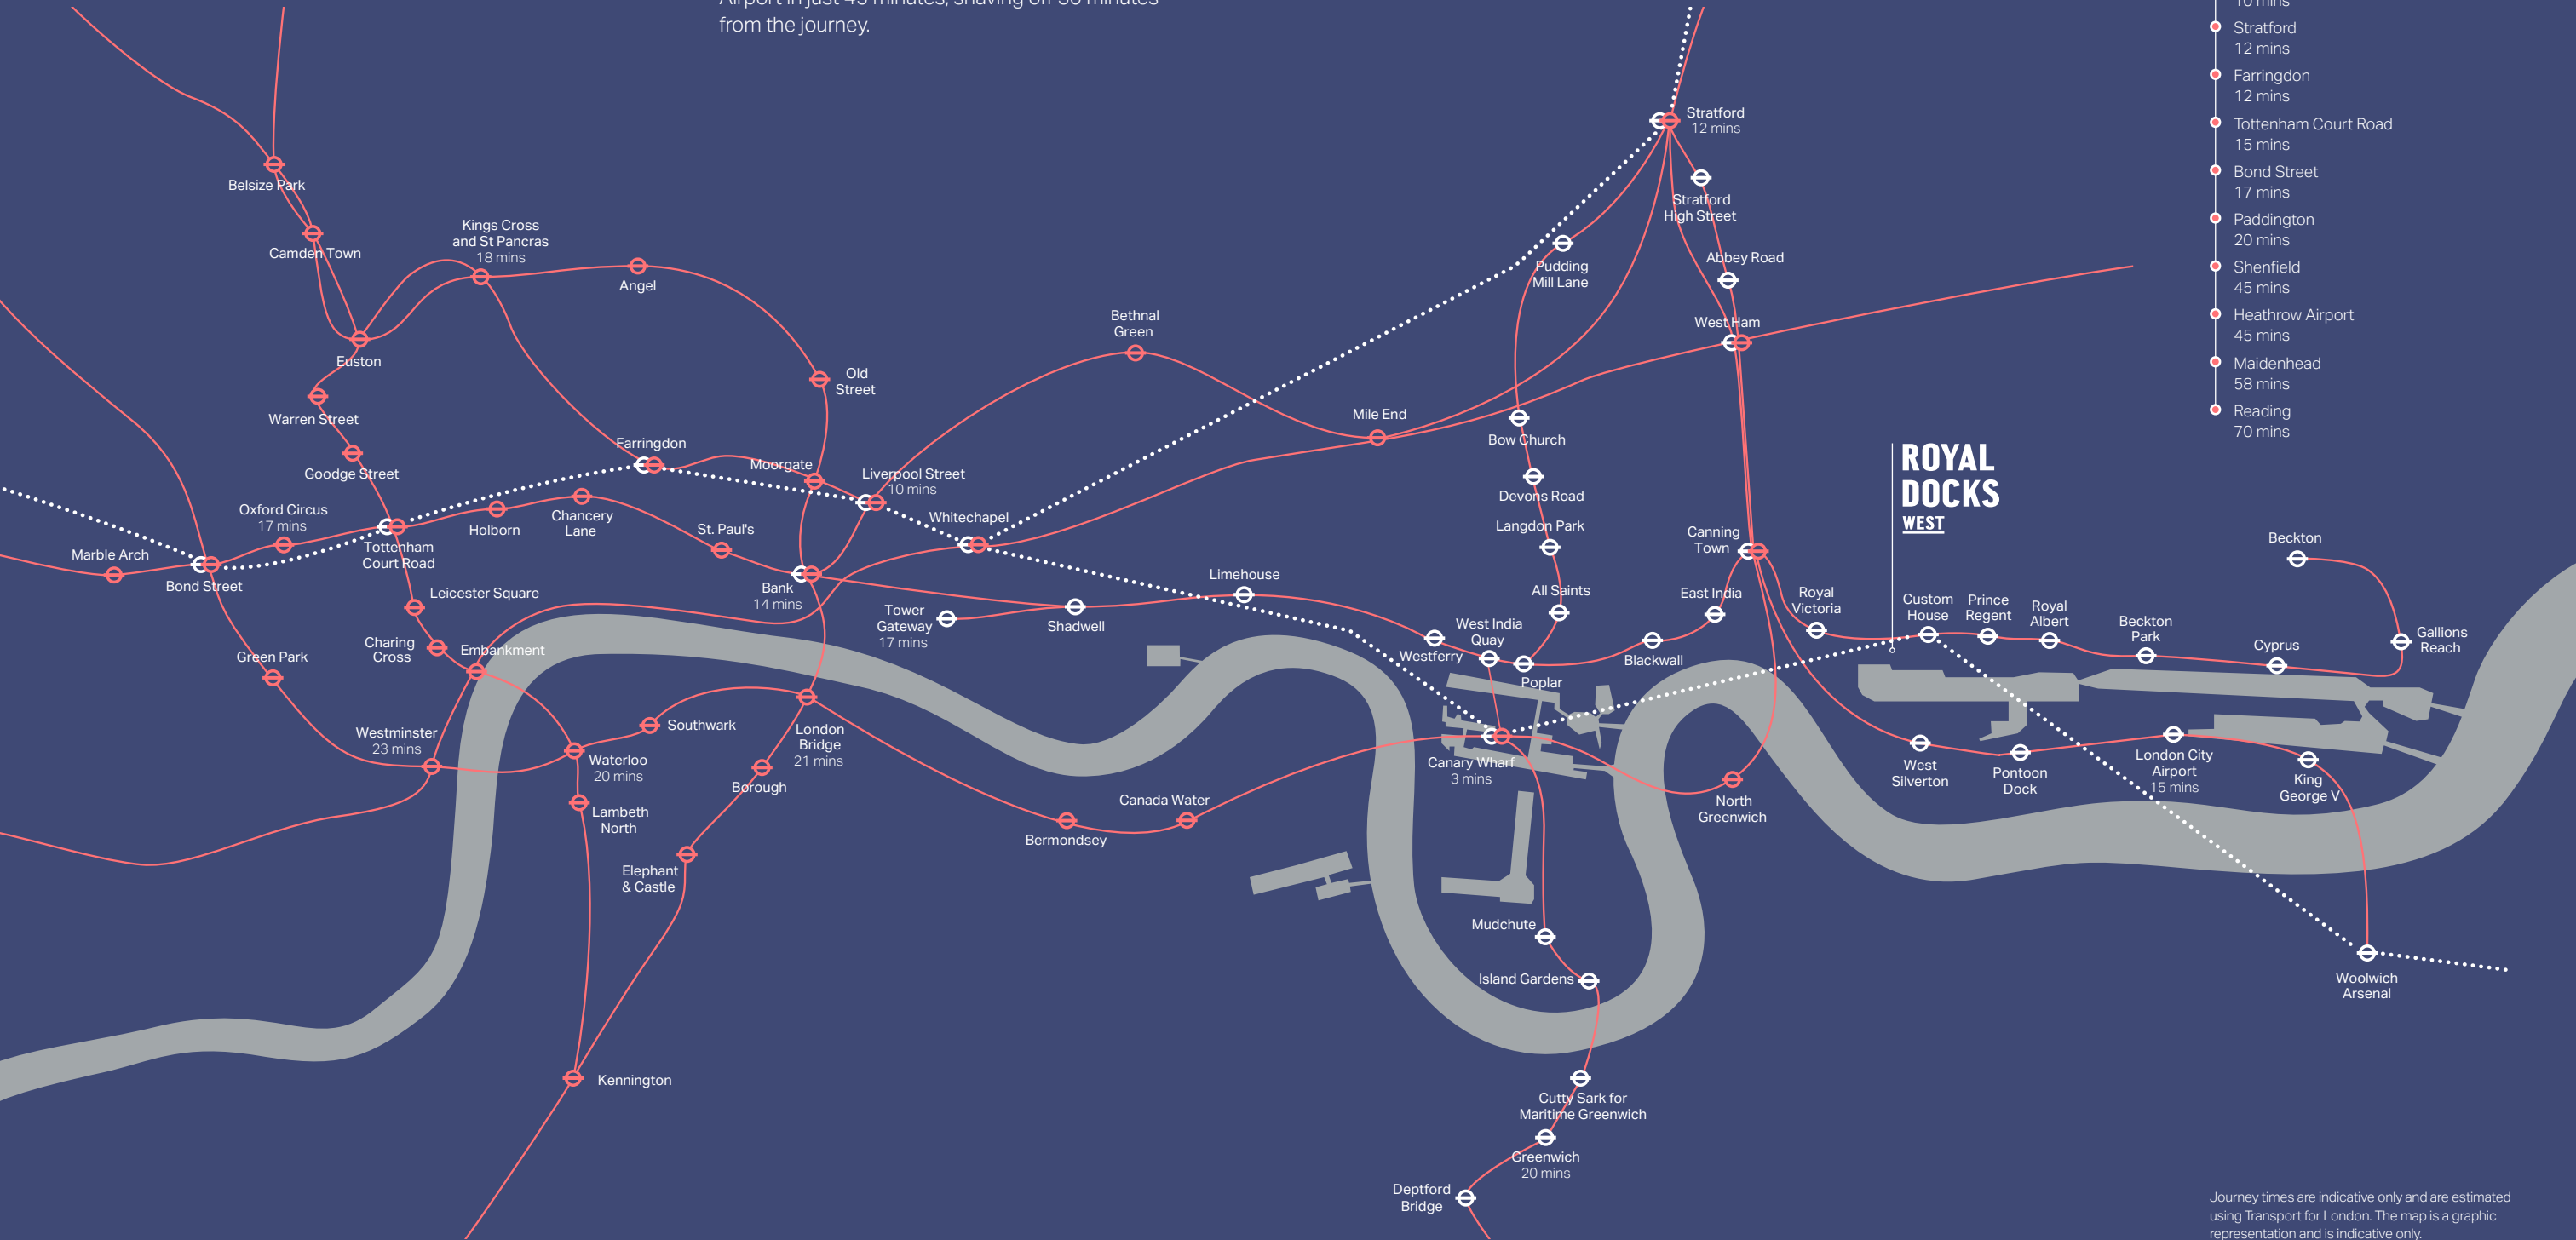 Airport in just 45 minutes, shaving off 30 minutes
from the journey.
10 mins
Stratford
12 mins
Farringdon
12 mins
Tottenham Court Road
15 mins
Bond Street
17 mins
Paddington
20 mins
Shenfield
45 mins
Heathrow Airport
45 mins
Maidenhead
58 mins
Reading
70 mins
Stratford
12 mins
Belsize Park
Camden Town
Kings Cross
and St Pancras
18 mins
Angel
Stratford
High Street
Pudding
Mill Lane
Abbey Road
West Ham
Bethnal
Green
Euston
Old
Street
Warren Street
Mile End
Bow Church
Farringdon
Goodge Street
Moorgate
Liverpool Street
10 mins
Devons Road
ROYAL
DOCKS
WEST
Oxford Circus
17 mins
Holborn
Chancery
Lane
St. Paul's
Whitechapel
Langdon Park
Canning
Town
Beckton
Marble Arch
Bond Street
Tottenham
Court Road
Bank
14 mins
Limehouse
All Saints
East India
Royal
Victoria
Custom
House
Prince
Regent
Royal
Albert
Beckton
Park
Cyprus
Gallions
Reach
Leicester Square
Tower
Gateway
17 mins
Shadwell
West India
Quay
Westferry
Poplar
Blackwall
Charing
Cross
Embankment
Green Park
Westminster
23 mins
Southwark
Waterloo
20 mins
London
Bridge
21 mins
Borough
Canary Wharf
3 mins
West
Silverton
Pontoon
Dock
London City
Airport
15 mins
King
George V
Lambeth
North
Canada Water
Bermondsey
North
Greenwich
Elephant
& Castle
Mudchute
Island Gardens
Woolwich
Arsenal
Kennington
Cutty Sark for
Maritime Greenwich
Greenwich
20 mins
Deptford
Bridge
Journey times are indicative only and are estimated
using Transport for London. The map is a graphic
representation and is indicative only.